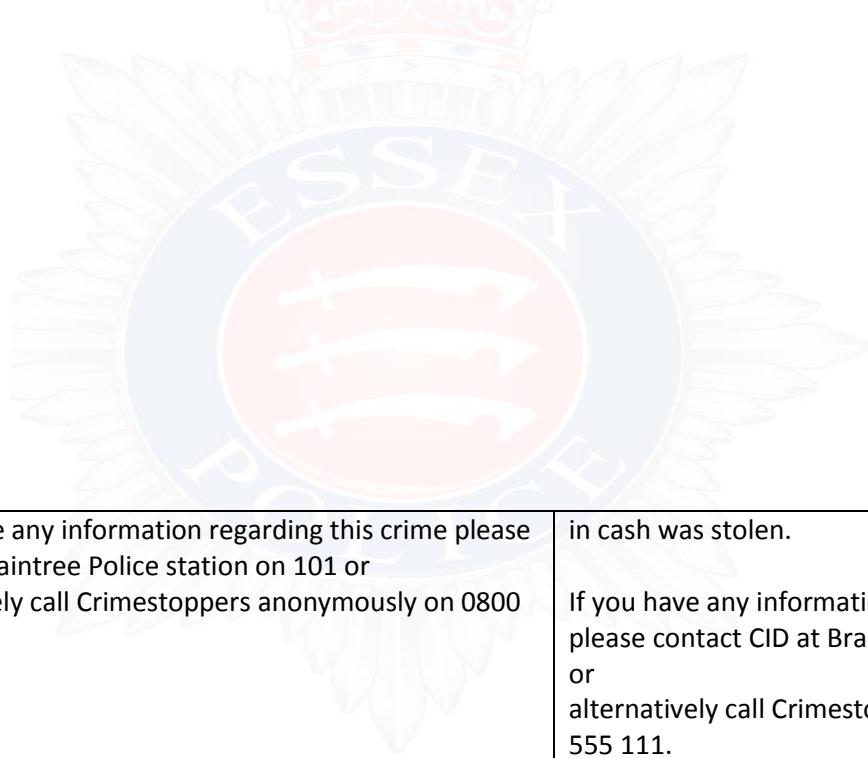 ESSEX
POLICE
e any information regarding this crime please
aintree Police station on 101 or
ely call Crimestoppers anonymously on 0800
in cash was stolen.
If you have any informati
please contact CID at Bra
or
alternatively call Crimesto
555 111.